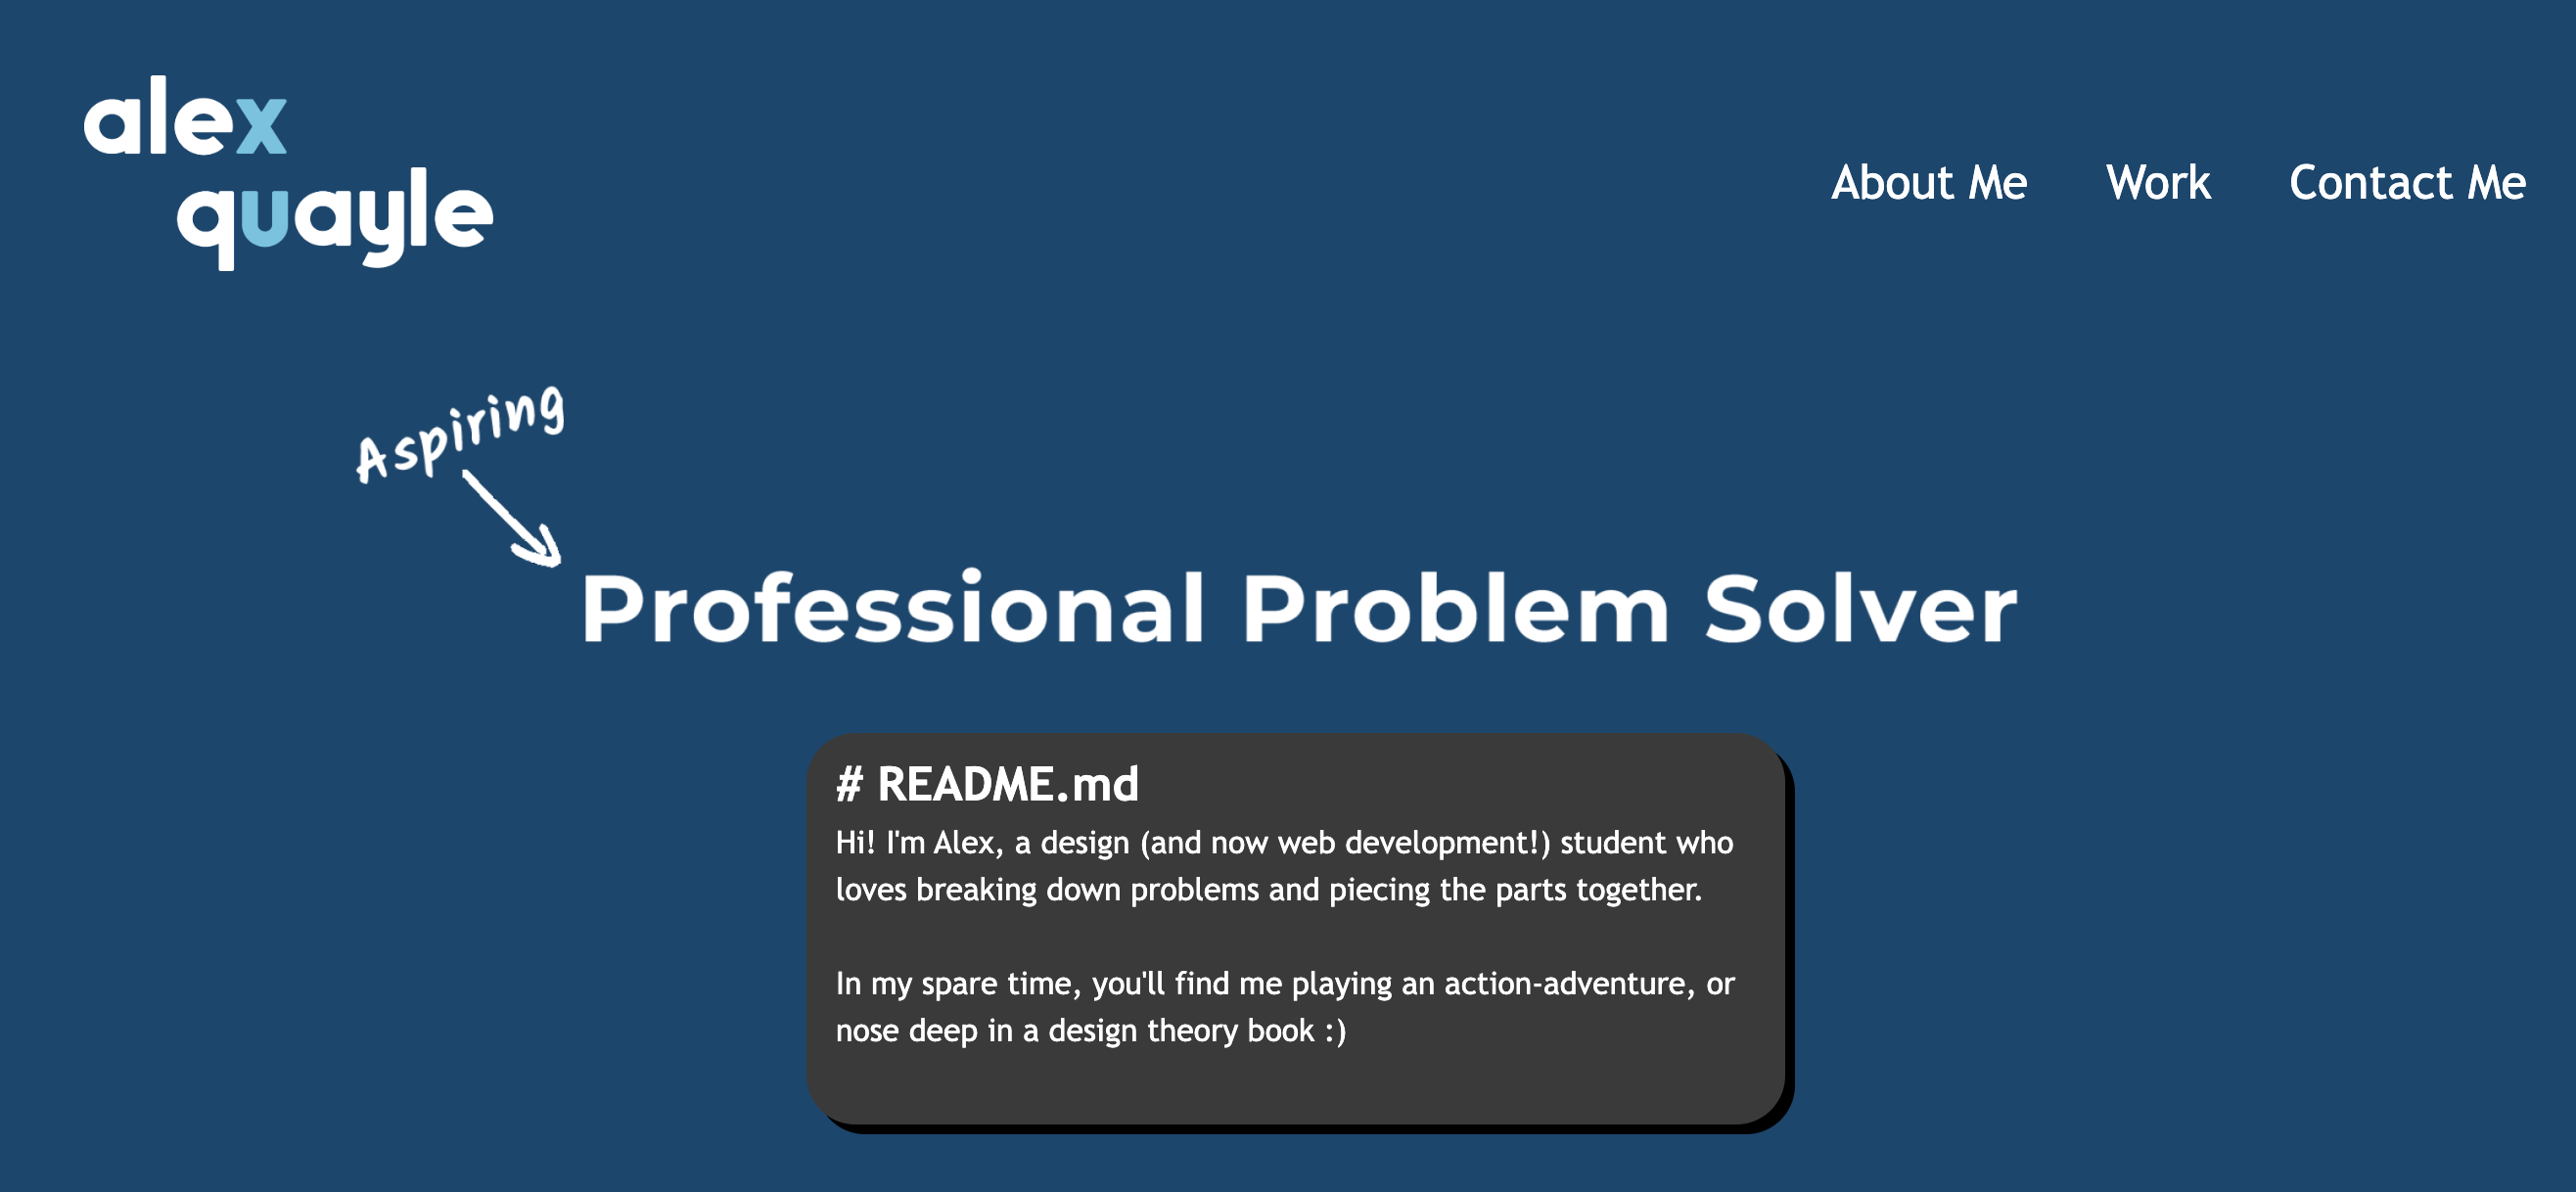 alex
quayle
About Me
Work
Contact Me
Aspiring
Professional Problem Solver
# README.md
Hi! I'm Alex, a design (and now web development!) student who
loves breaking down problems and piecing the parts together.
In my spare time, you'll find me playing an action-adventure, or
nose deep in a design theory book :)